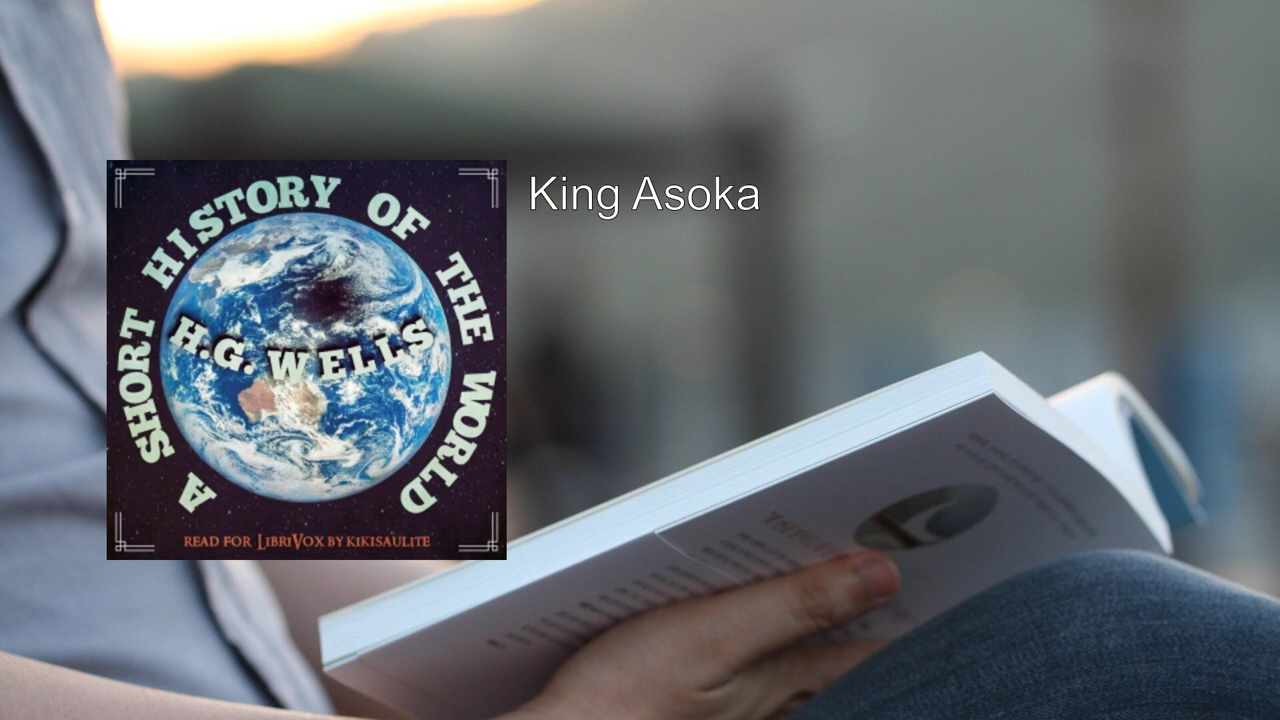 A SHORT HISTORY OF THE WORLD
H.G. WELLS
READ FOR LIBRIVOX BY KIKISAULITE
King Asoka